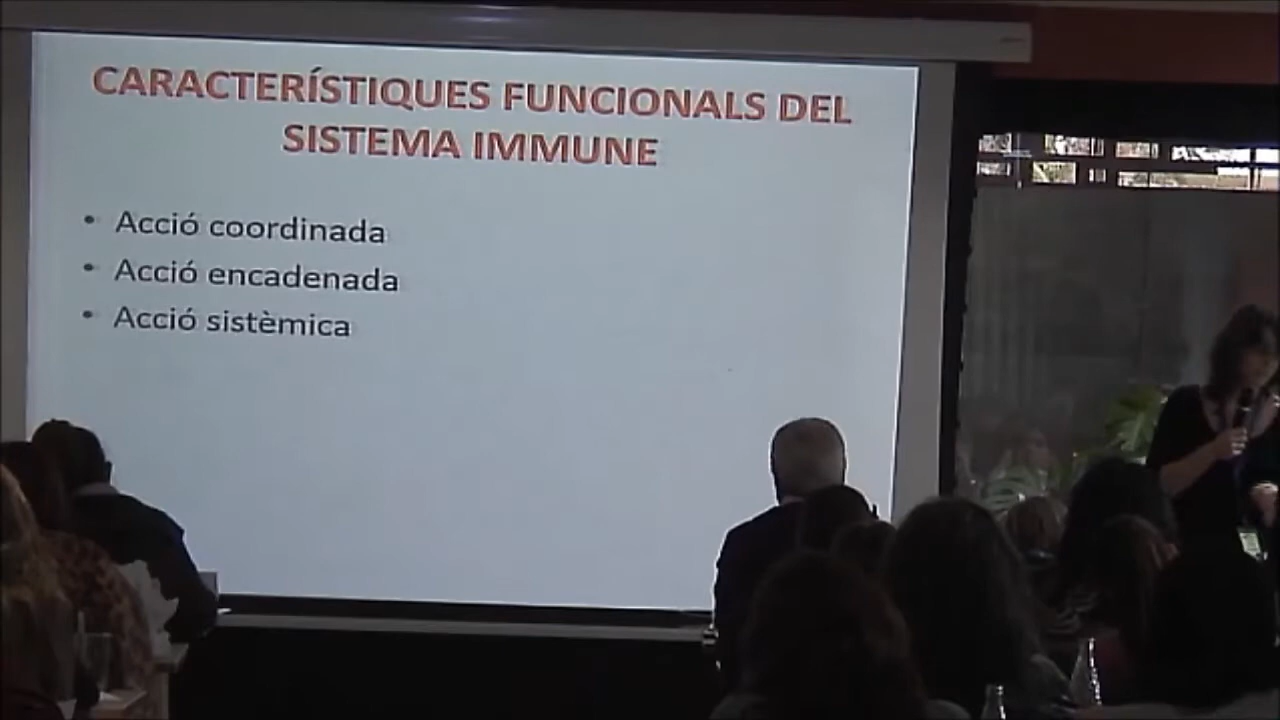 CARACTERÍSTIQUES FUNCIONALS DEL
SISTEMA IMMUNE
• Acció coordinada
• Acció encadenada
• Acció sistèmica